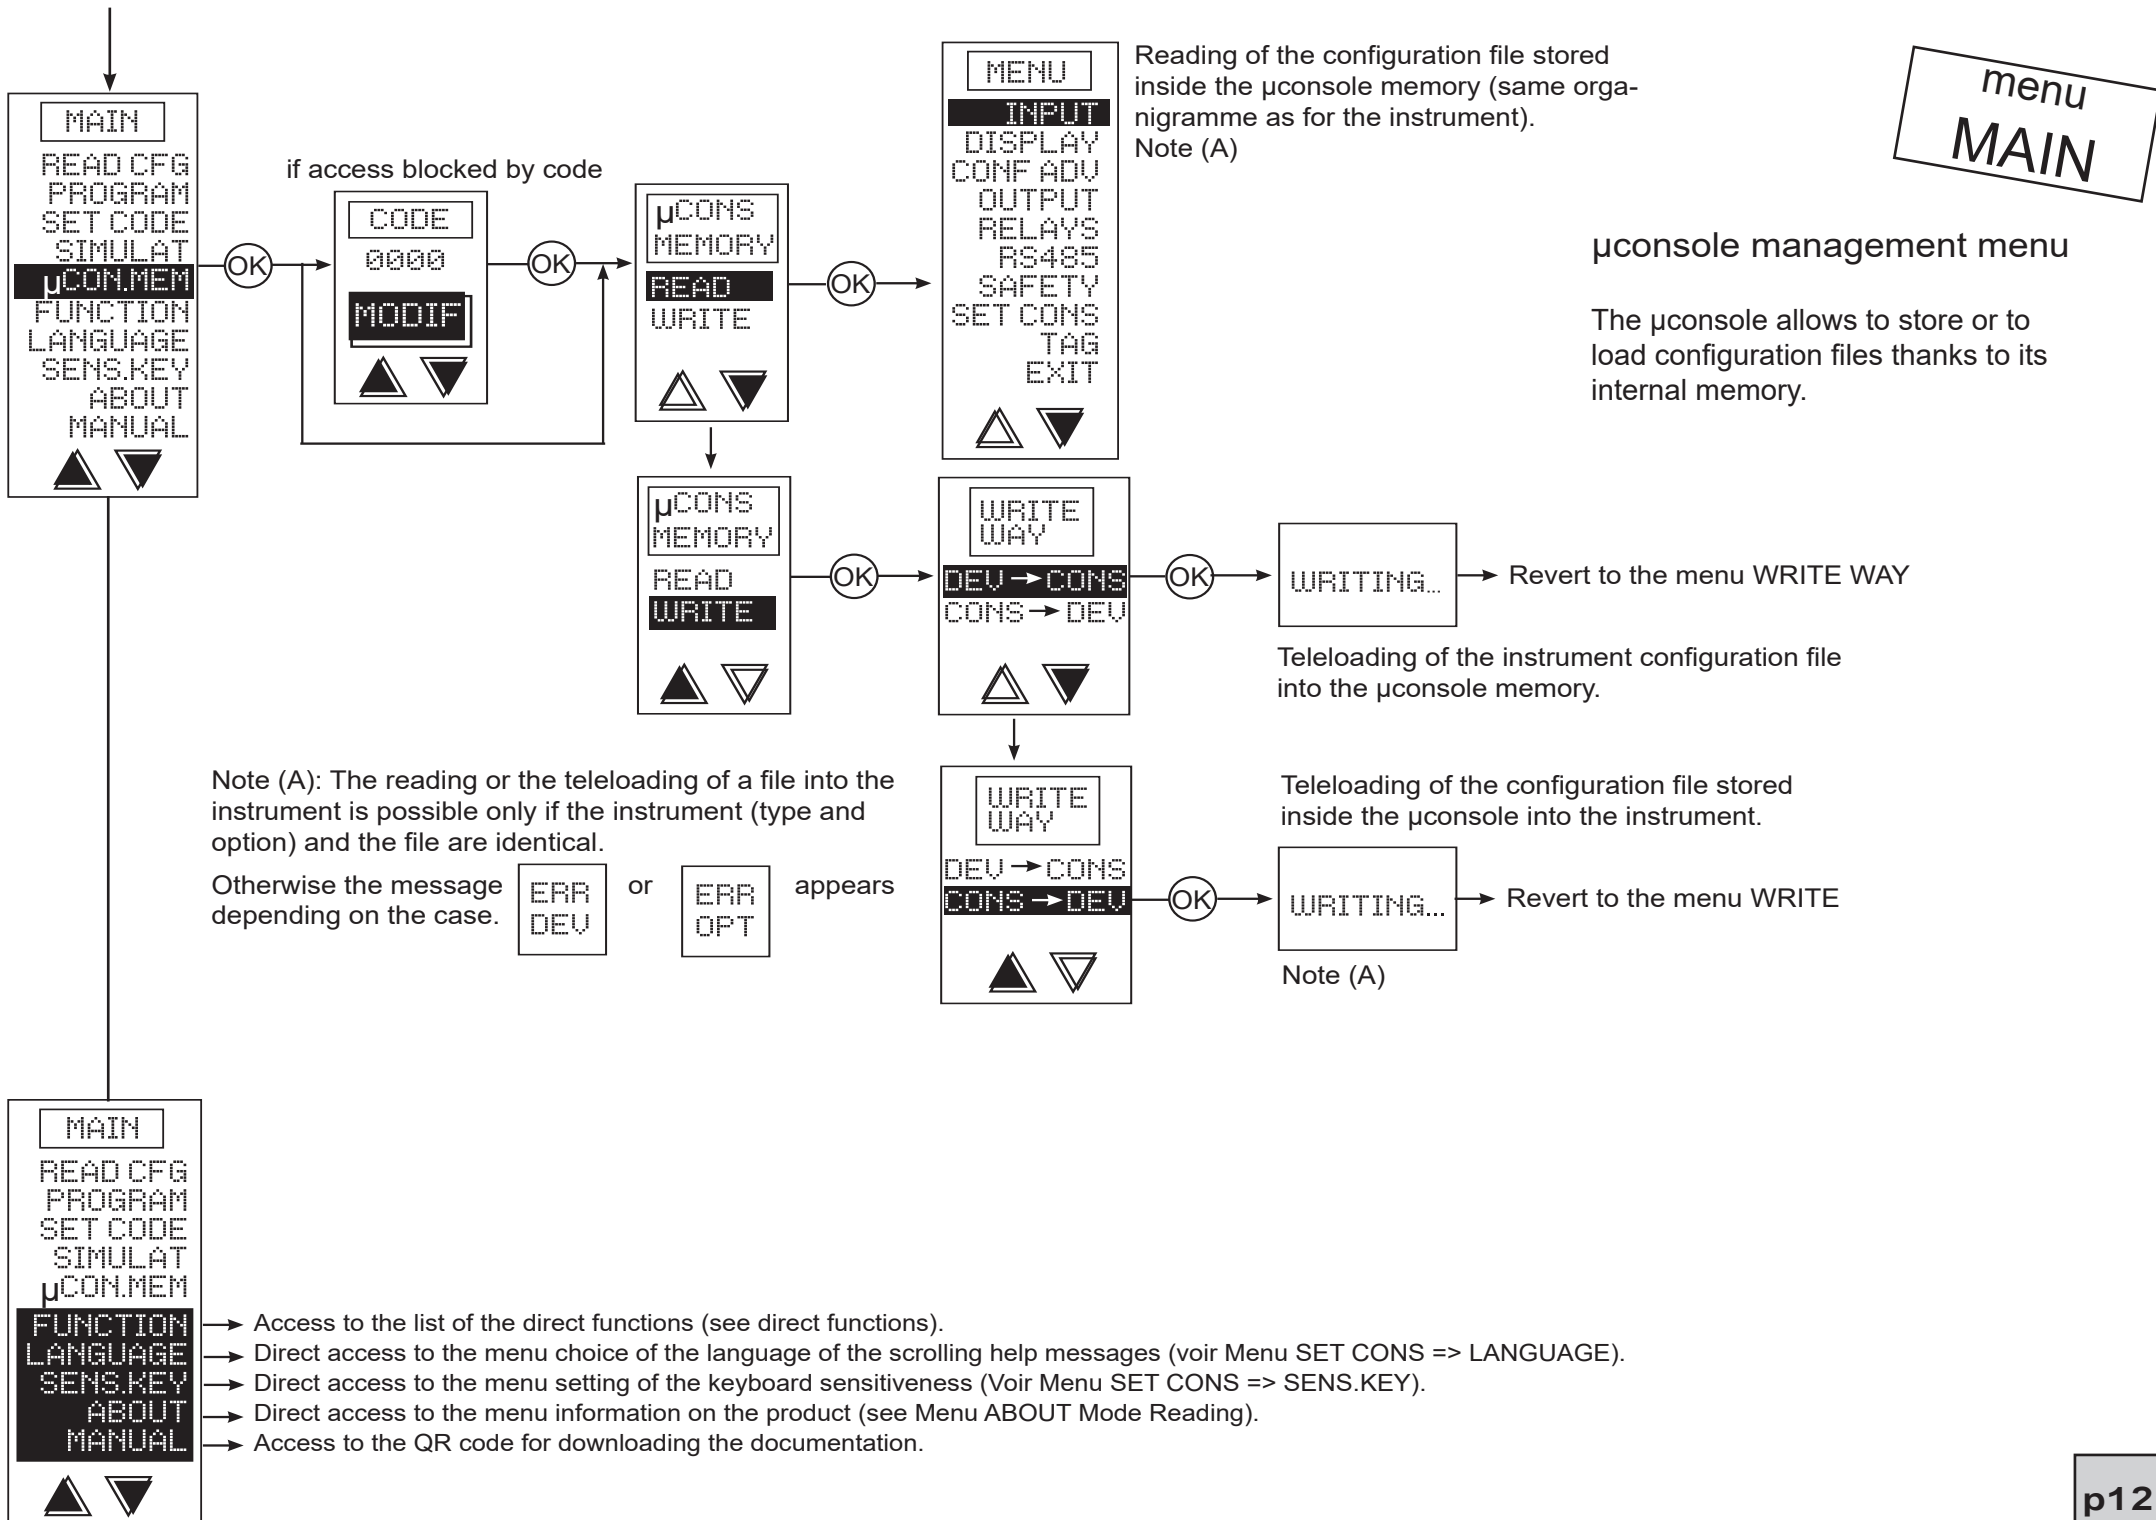 menu
MAIN
µconsole management menu
The µconsole allows to store or to
load configuration files thanks to its
internal memory.
MAIN
READ CFG
PROGRAM
SET CODE
SIMULAT
µCON.MEM
FUNCTION
LANGUAGE
SENS.KEY
ABOUT
MANUAL
OK
if access blocked by code
CODE
0000
MODIF
OK
µCONS
MEMORY
READ
WRITE
OK
MENU
INPUT
DISPLAY
CONF ADV
OUTPUT
RELAYS
RS485
SAFETY
SET CONS
TAG
EXIT
Reading of the configuration file stored
inside the µconsole memory (same orga-
nigramme as for the instrument).
Note (A)
µCONS
MEMORY
READ
WRITE
OK
WRITE
WAY
DEV → CONS
CONS → DEV
OK
WRITING...
Revert to the menu WRITE WAY
Teleloading of the instrument configuration file
into the µconsole memory.
WRITE
WAY
DEV → CONS
CONS → DEV
OK
Teleloading of the configuration file stored
inside the µconsole into the instrument.
WRITING...
Revert to the menu WRITE
Note (A)
Note (A): The reading or the teleloading of a file into the
instrument is possible only if the instrument (type and
option) and the file are identical.
Otherwise the message ERR DEV or ERR OPT appears
depending on the case.
MAIN
READ CFG
PROGRAM
SET CODE
SIMULAT
µCON.MEM
FUNCTION Access to the list of the direct functions (see direct functions).
LANGUAGE Direct access to the menu choice of the language of the scrolling help messages (voir Menu SET CONS => LANGUAGE).
SENS.KEY Direct access to the menu setting of the keyboard sensitiveness (Voir Menu SET CONS => SENS.KEY).
ABOUT Direct access to the menu information on the product (see Menu ABOUT Mode Reading).
MANUAL Access to the QR code for downloading the documentation.
p12